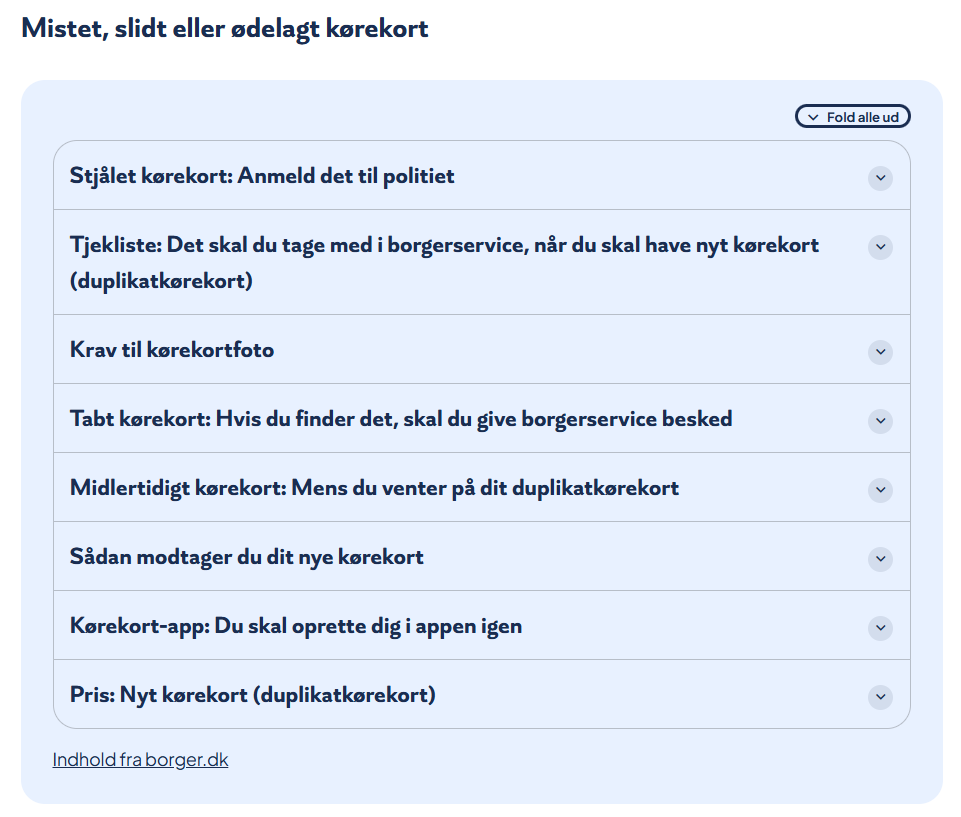 Mistet, slidt eller ødelagt kørekort
Fold alle ud
Stjålet kørekort: Anmeld det til politiet
Tjekliste: Det skal du tage med i borgerservice, når du skal have nyt kørekort
(duplikatkørekort)
Krav til kørekortfoto
Tabt kørekort: Hvis du finder det, skal du give borgerservice besked
Midlertidigt kørekort: Mens du venter på dit duplikatkørekort
Sådan modtager du dit nye kørekort
Kørekort-app: Du skal oprette dig i appen igen
Pris: Nyt kørekort (duplikatkørekort)
Indhold fra borger.dk